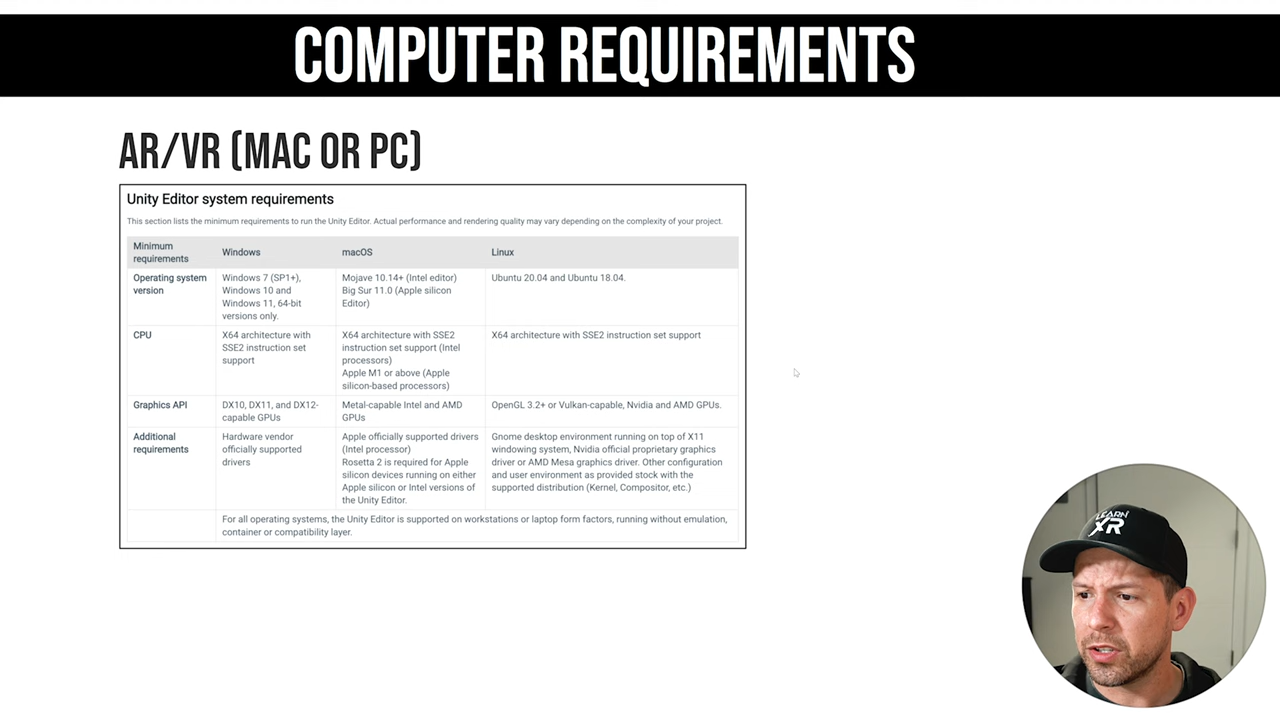 COMPUTER REQUIREMENTS
AR/VR (MAC OR PC)
Unity Editor system requirements
This section lists the minimum requirements to run the Unity Editor. Actual performance and rendering quality may vary depending on the complexity of your project.
Minimum
requirements
Windows
macOS
Linux
Operating system
version
Windows 7 (SP1+),
Windows 10 and
Windows 11, 64-bit
versions only.
Mojave 10.14+ (Intel editor)
Big Sur 11.0 (Apple silicon
Editor)
Ubuntu 20.04 and Ubuntu 18.04.
CPU
X64 architecture with
SSE2 instruction set
support
X64 architecture with SSE2
instruction set support (Intel
processors)
Apple M1 or above (Apple
silicon-based processors)
X64 architecture with SSE2 instruction set support
Graphics API
DX10, DX11, and DX12-
capable GPUs
Metal-capable Intel and AMD
GPUs
OpenGL 3.2+ or Vulkan-capable, Nvidia and AMD GPUs.
Additional
requirements
Hardware vendor
officially supported
drivers
Apple officially supported drivers
(Intel processor)
Rosetta 2 is required for Apple
silicon devices running on either
Apple silicon or Intel versions of
the Unity Editor.
Gnome desktop environment running on top of X11
windowing system, Nvidia official proprietary graphics
driver or AMD Mesa graphics driver. Other configuration
and user environment as provided stock with the
supported distribution (Kernel, Compositor, etc.)
For all operating systems, the Unity Editor is supported on workstations or laptop form factors, running without emulation,
container or compatibility layer.
LEARN
XR